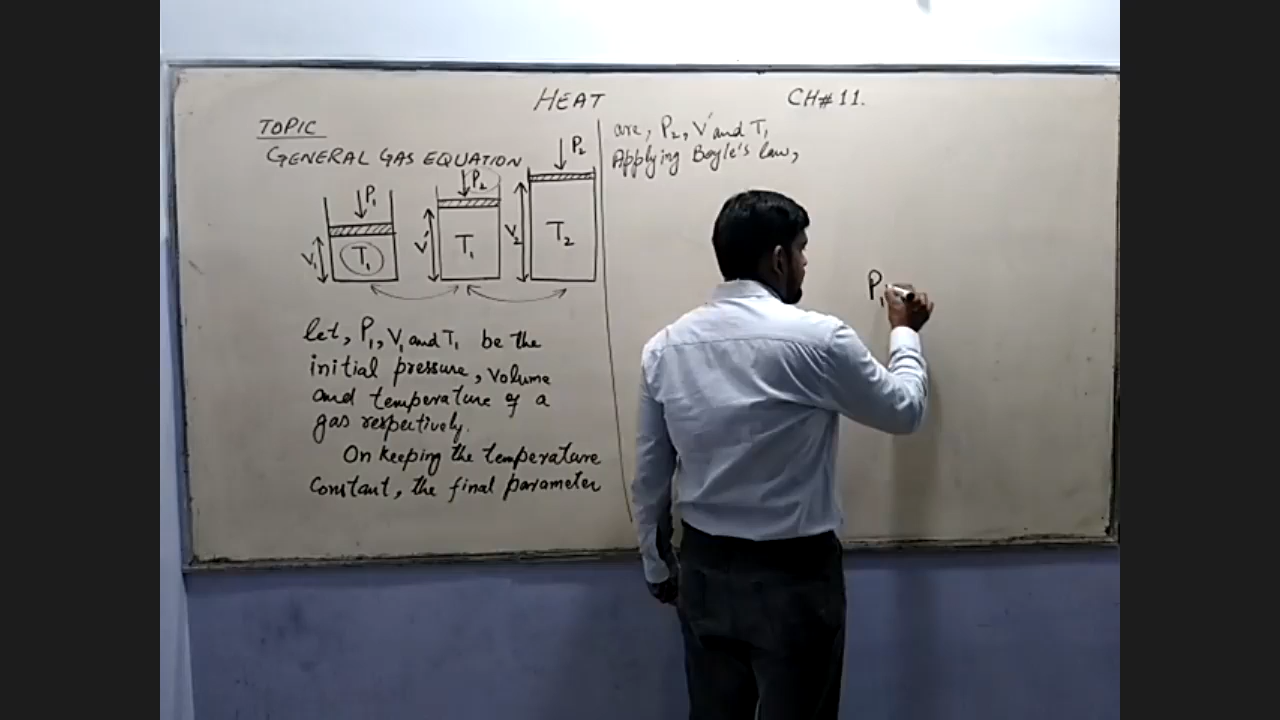 HEAT
CH# 11.
TOPIC
GENERAL GAS EQUATION
P₁
V₁
T₁
P₂
V′
T₁
P₂
V₂
T₂
let, P₁, V₁ and T₁ be the
initial pressure, volume
and temperature of a
gas respectively.
On keeping the temperature
Constant, the final parameter
are, P₂, V′ and T₁
Applying Boyle's law,
P₁